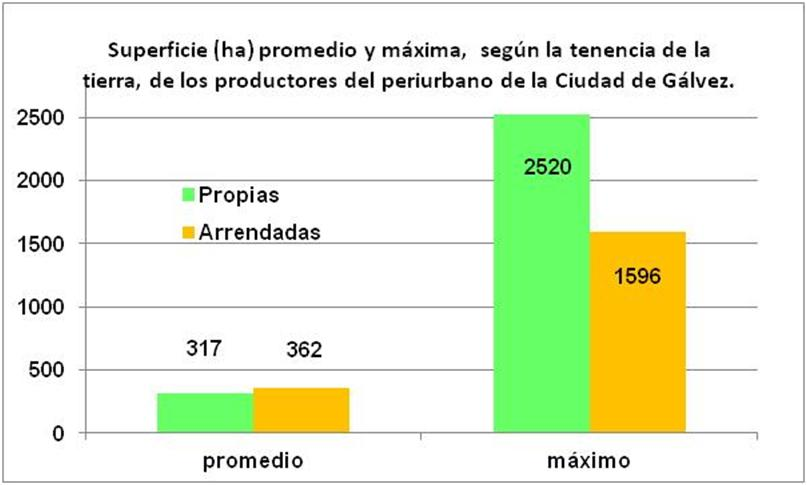 Superficie (ha) promedio y máxima, según la tenencia de la
tierra, de los productores del periurbano de la Ciudad de Gálvez.
2500
2000
1500
1000
500
0
Propias
Arrendadas
317
362
2520
1596
promedio
máximo